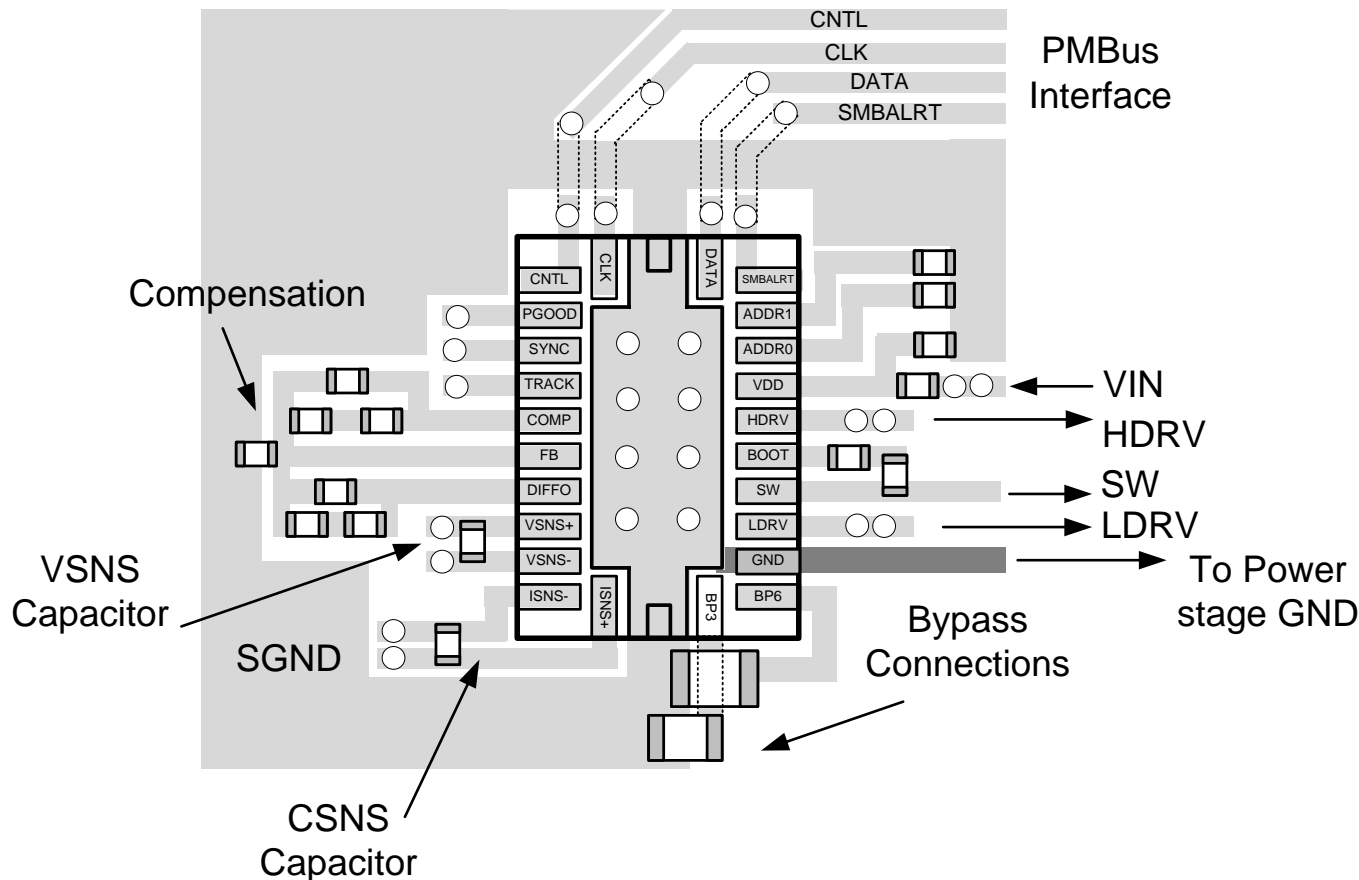 CNTL
CLK
DATA
SMBALRT
PMBus
Interface
CLK
DATA
CNTL
SMBALRT
PGOOD
ADDR1
SYNC
ADDR0
TRACK
VDD
COMP
HDRV
FB
BOOT
DIFFO
SW
VSNS+
LDRV
VSNS-
GND
ISNS-
ISNS+
BP3
BP6
Compensation
VIN
HDRV
SW
LDRV
VSNS
Capacitor
To Power
stage GND
SGND
Bypass
Connections
CSNS
Capacitor